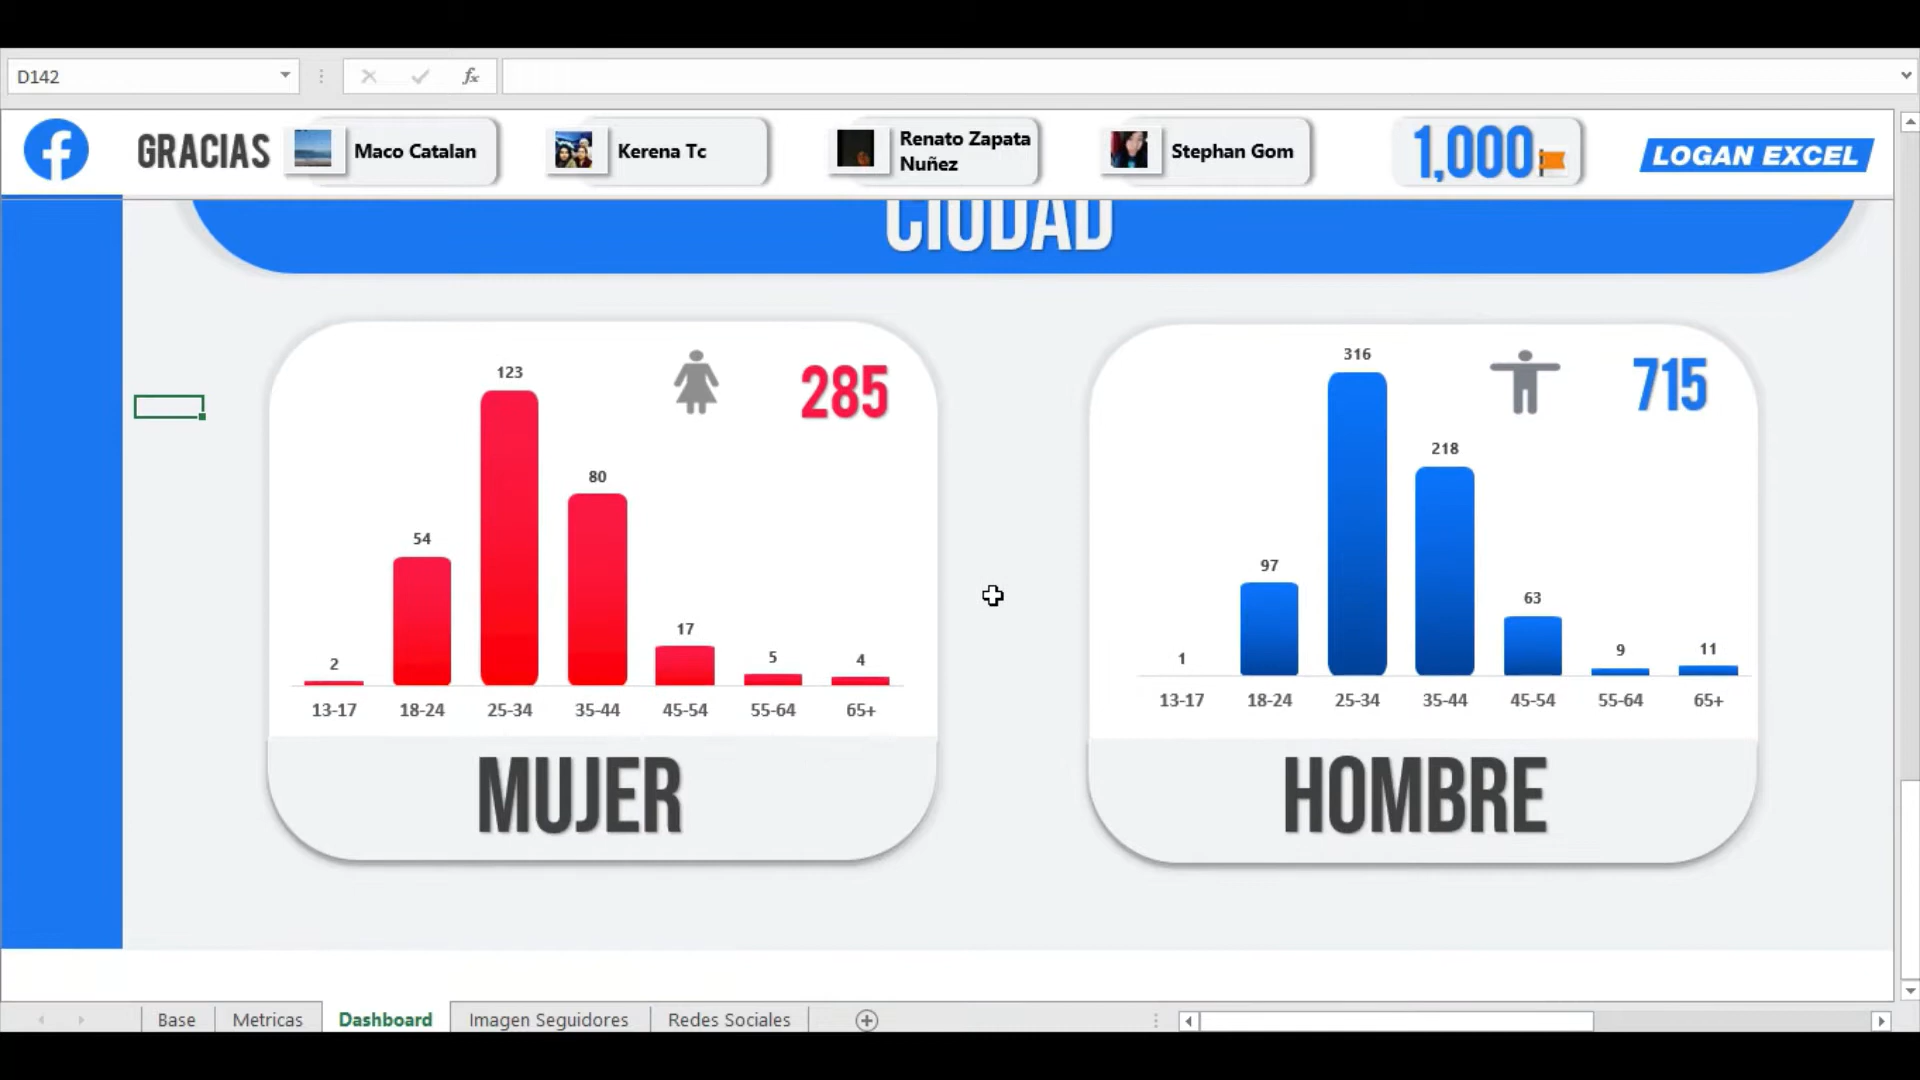 D142
fx
GRACIAS
Maco Catalan
Kerena Tc
Renato Zapata
Nuñez
Stephan Gom
1,000
LOGAN EXCEL
CIUDAD
285
123
80
54
17
5
4
2
13-17 18-24 25-34 35-44 45-54 55-64 65+
MUJER
715
316
218
97
63
9
11
1
13-17 18-24 25-34 35-44 45-54 55-64 65+
HOMBRE
Base Metricas Dashboard Imagen Seguidores Redes Sociales